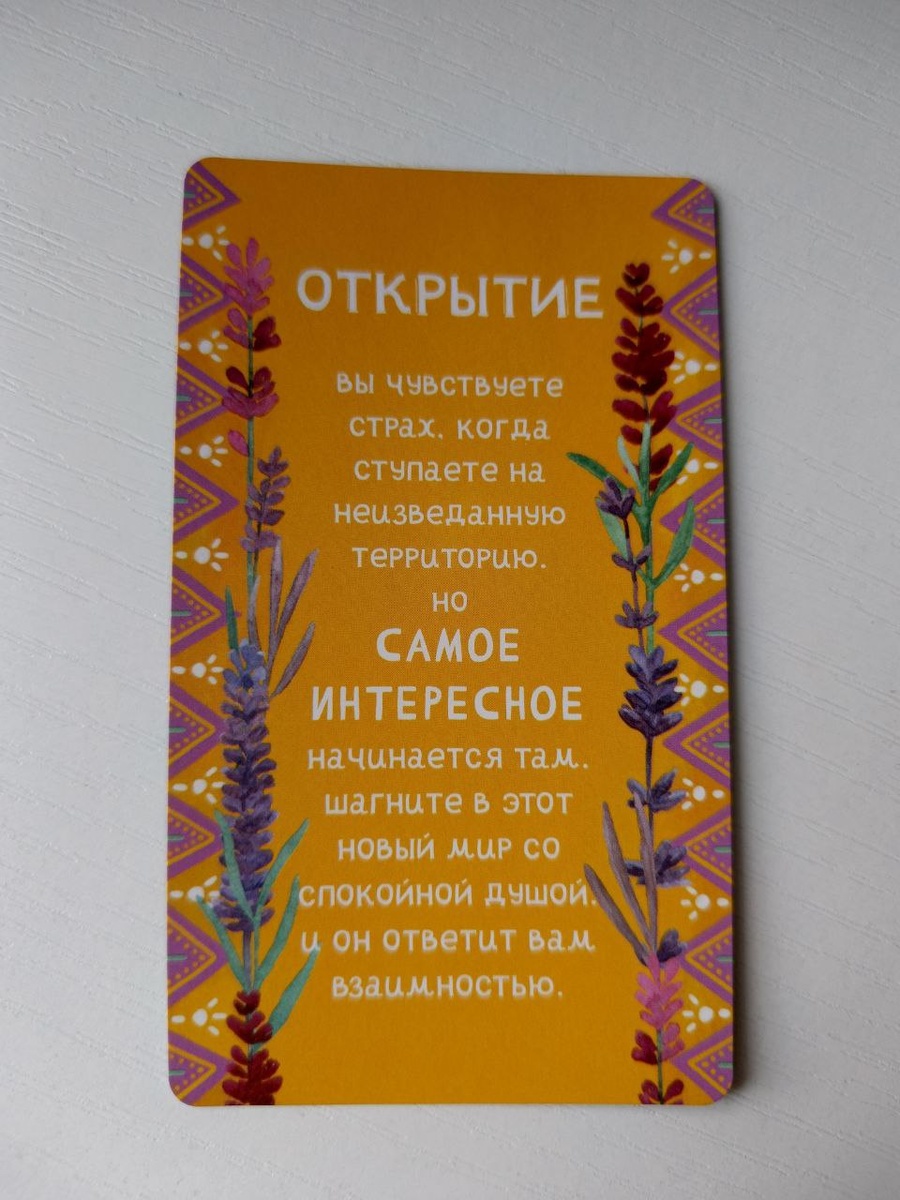 ОТКРЫТИЕ
вы чувствуете
страх, когда
ступаете на
неизведанную
территорию.
но
САМОЕ
ИНТЕРЕСНОЕ
начинается там.
шагните в этот
новый мир со
спокойной душой,
и он ответит вам
взаимностью.